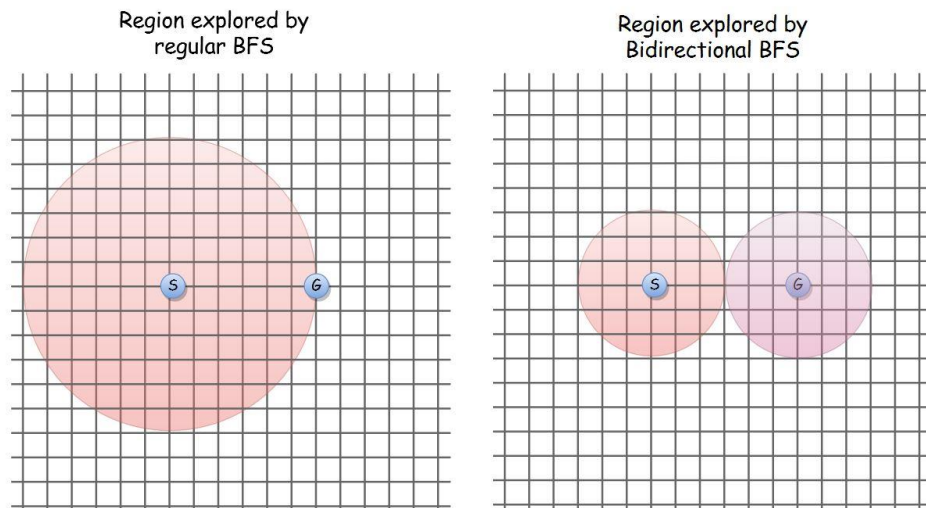 Region explored by
regular BFS
S
G
Region explored by
Bidirectional BFS
S
G